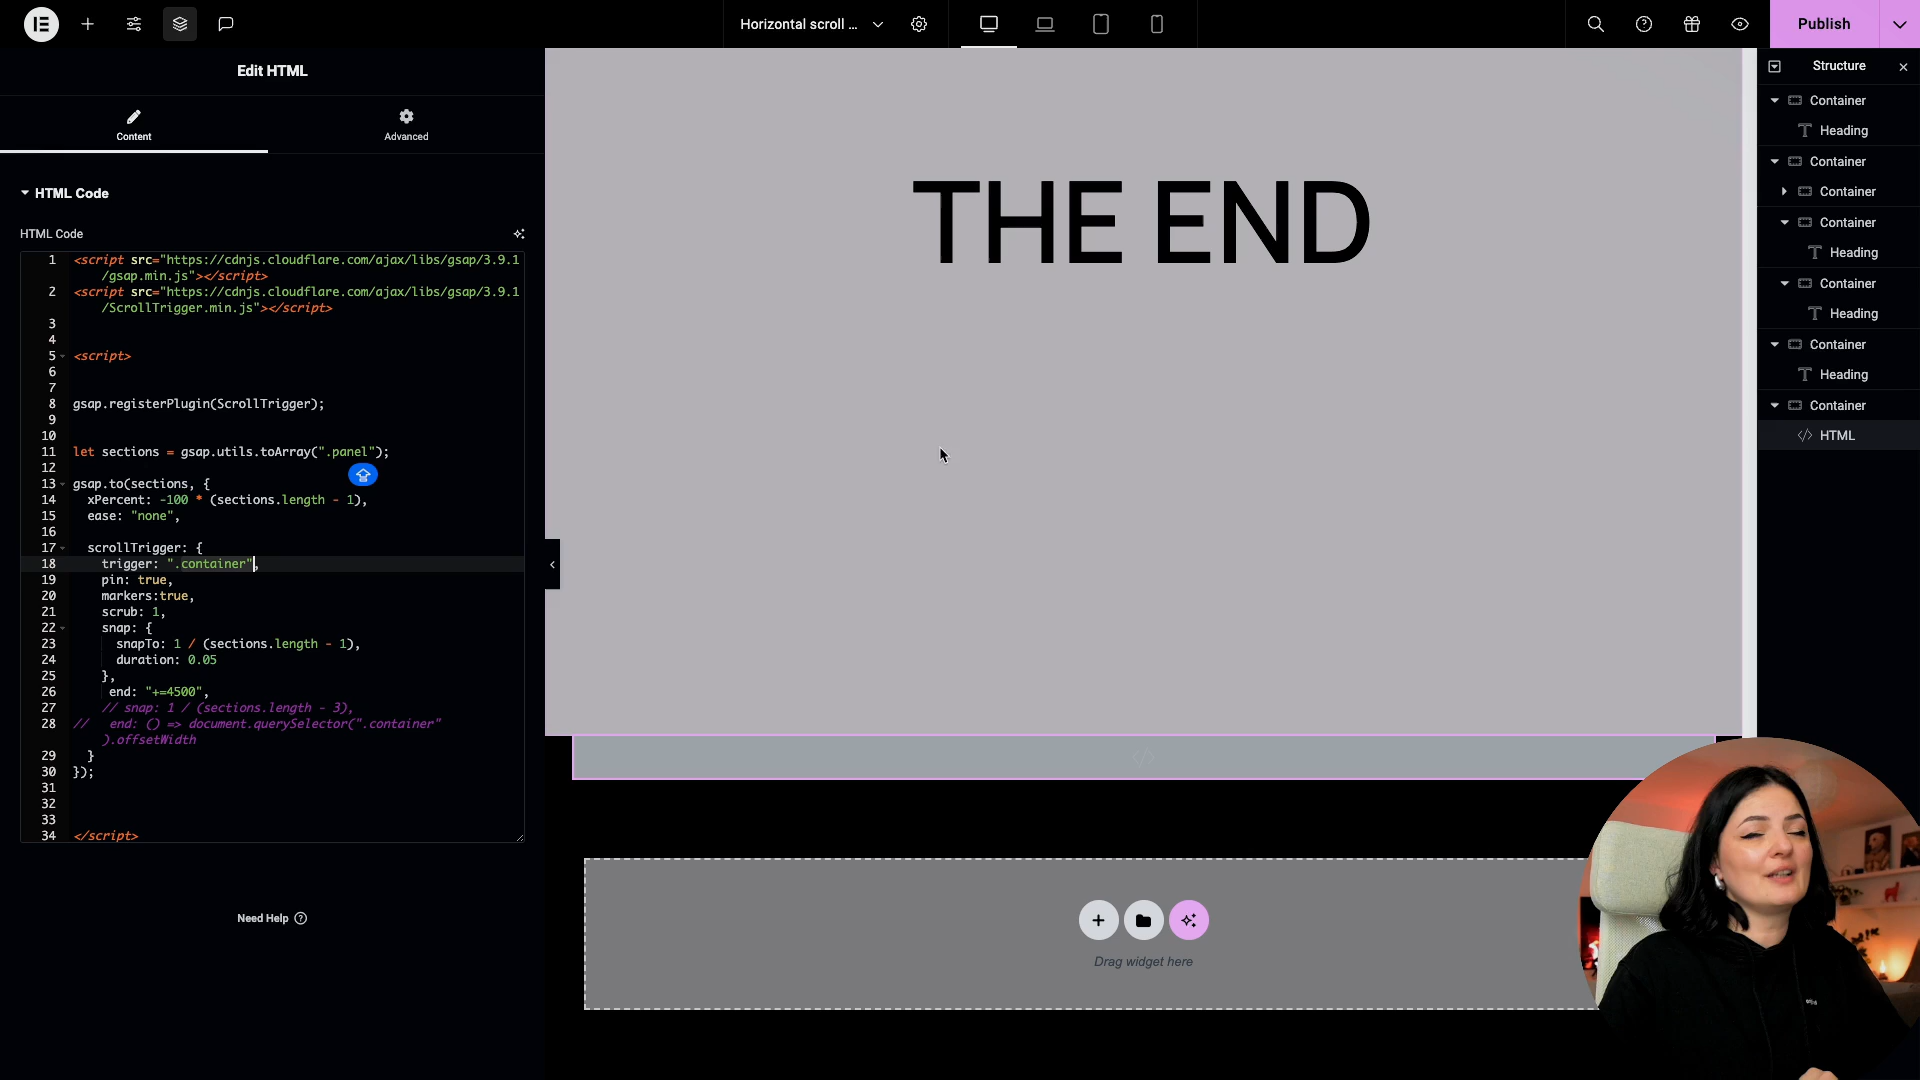 Horizontal scroll ...
Publish
Edit HTML
Structure
Content
Advanced
Container
Heading
Container
Container
Container
Heading
Container
Heading
Container
Heading
Container
HTML
HTML Code
HTML Code
1 <script src="https://cdnjs.cloudflare.com/ajax/libs/gsap/3.9.1
/gsap.min.js"></script>
2 <script src="https://cdnjs.cloudflare.com/ajax/libs/gsap/3.9.1
/ScrollTrigger.min.js"></script>
3
4
5 <script>
6
7
8 gsap.registerPlugin(ScrollTrigger);
9
10
11 let sections = gsap.utils.toArray(".panel");
12
13 gsap.to(sections, {
14 xPercent: -100 * (sections.length - 1),
15 ease: "none",
16
17 scrollTrigger: {
18 trigger: ".container",
19 pin: true,
20 markers:true,
21 scrub: 1,
22 snap: {
23 snapTo: 1 / (sections.length - 1),
24 duration: 0.05
25 },
26 end: "+=4500",
27 // snap: 1 / (sections.length - 3),
28 // end: () => document.querySelector(".container"
).offsetWidth
29 }
30 });
31
32
33
34 </script>
Need Help
THE END
Drag widget here